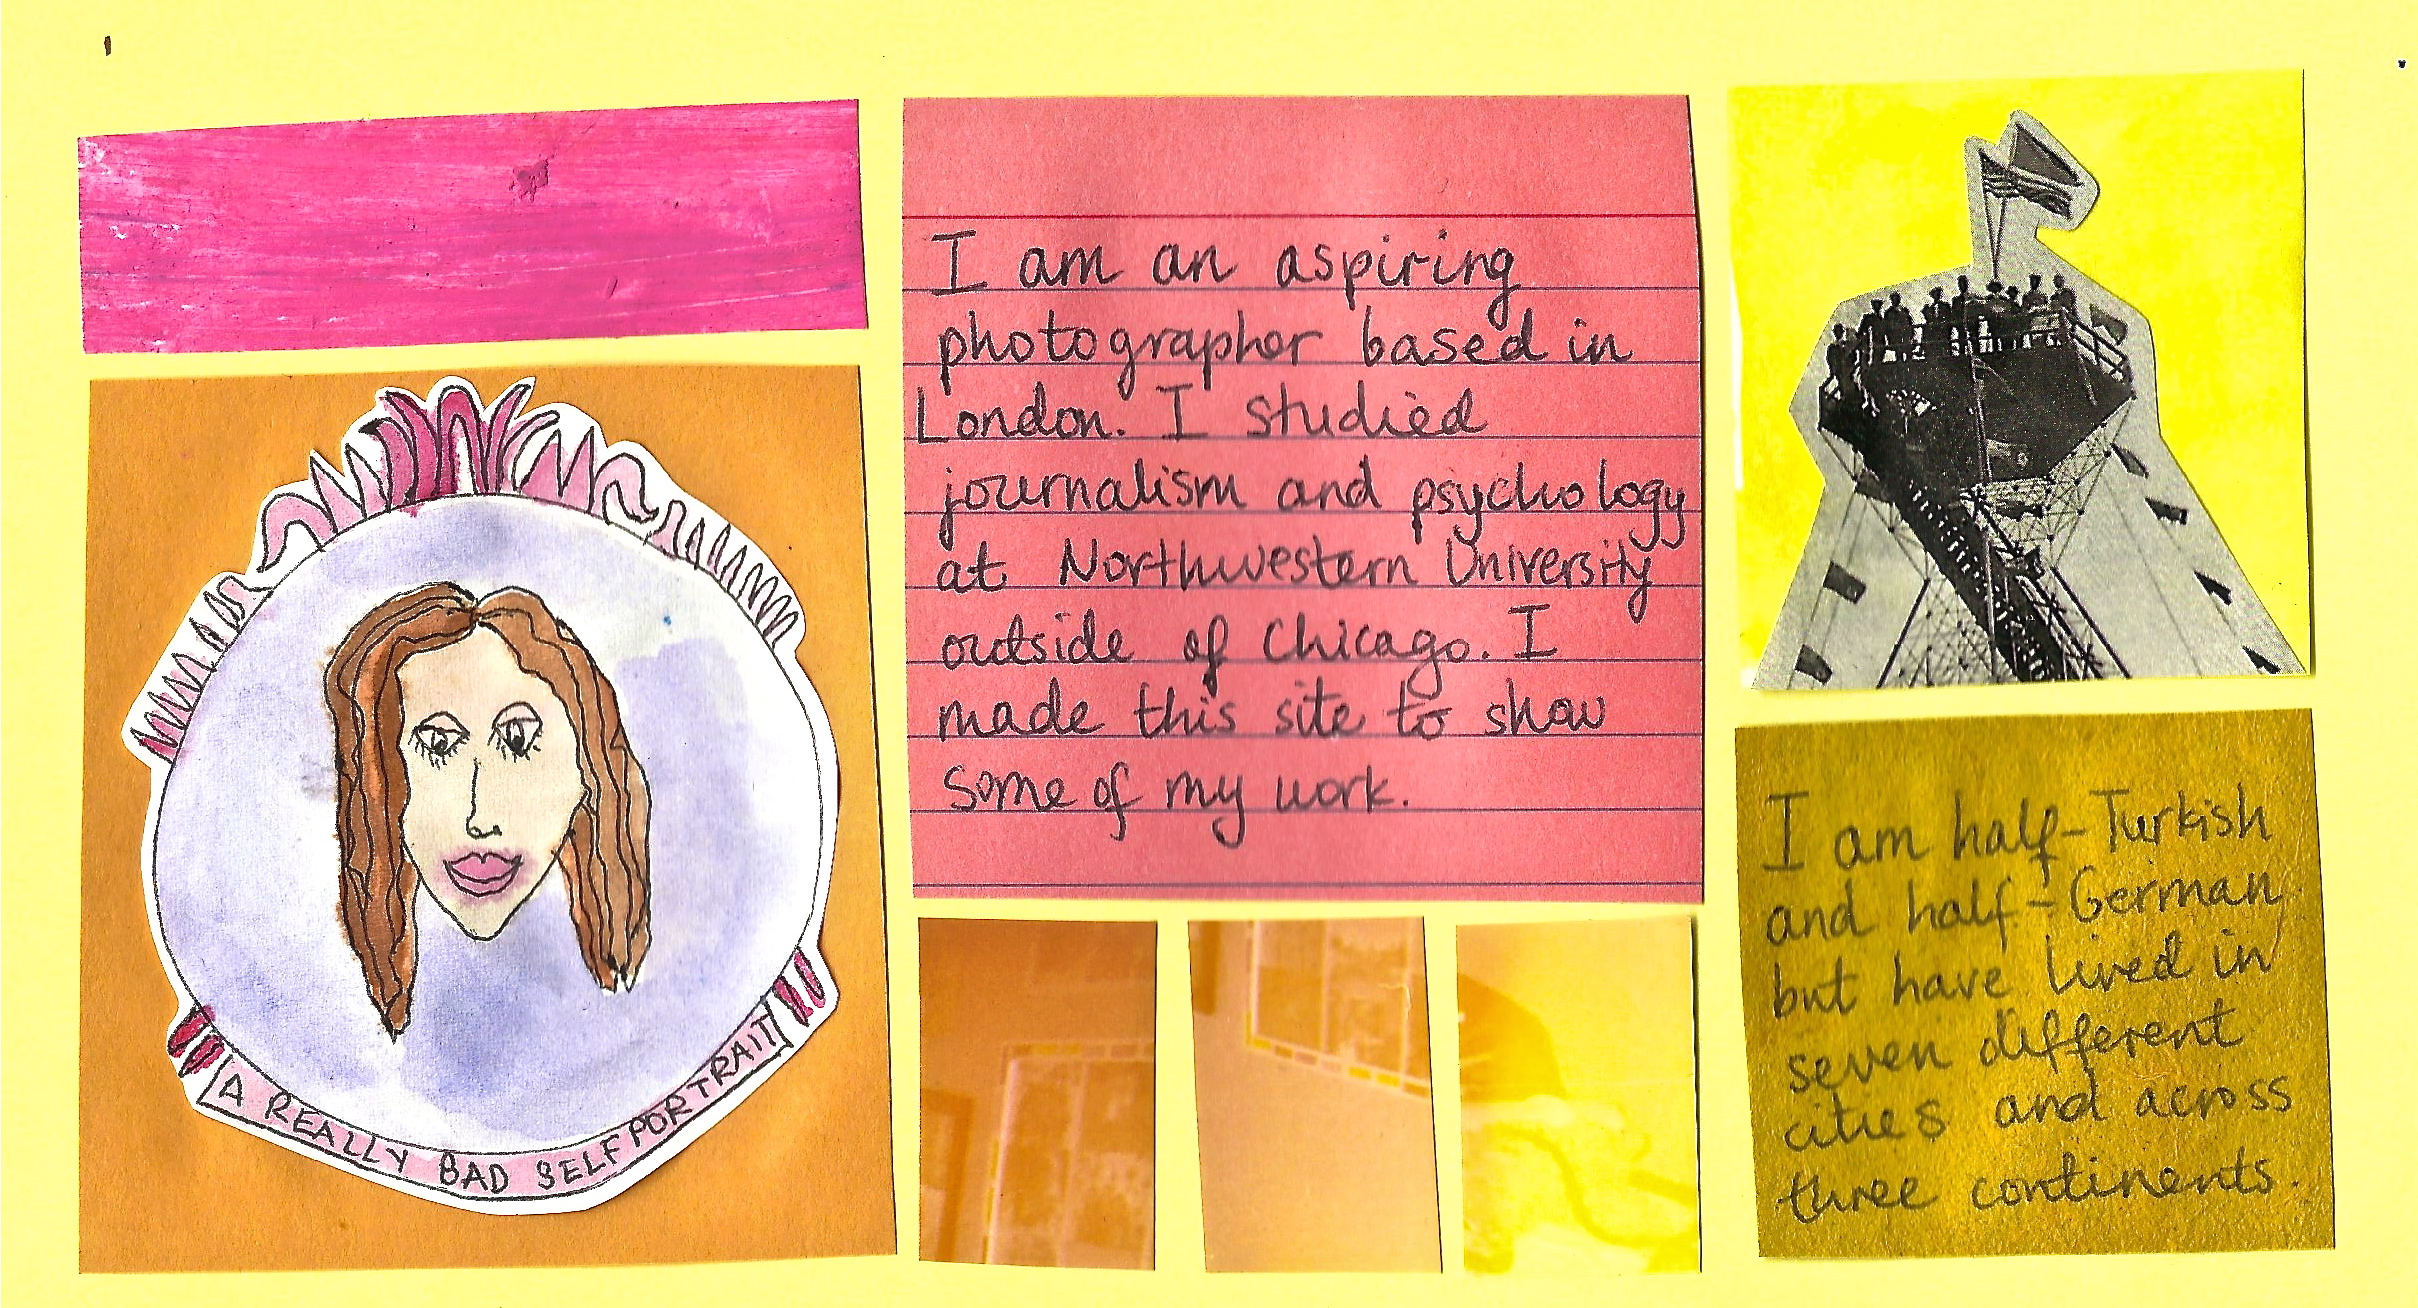 I am an aspiring
photographer based in
London. I studied
journalism and psychology
at Northwestern University
outside of Chicago. I
made this site to show
some of my work.
A REALLY BAD SELF PORTRAIT
I am half-Turkish
and half-German
but have lived in
seven different
cities and across
three continents.